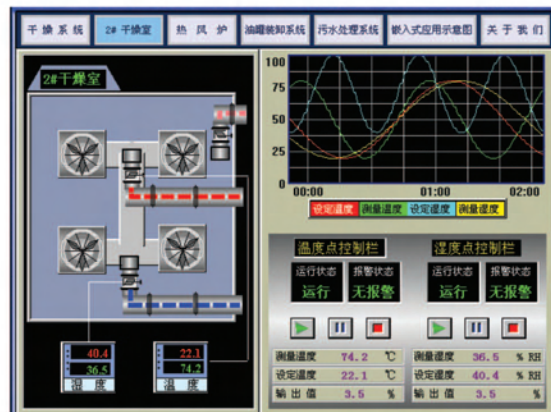 干燥系统 2#干燥室 热风炉 油罐装卸系统 污水处理系统 嵌入式应用示意图 关于我们
2#干燥室
100
75
50
25
0
00:00 01:00 02:00
设定温度 测量湿度 设定湿度 测量湿度
温度点控制栏 湿度点控制栏
运行状态 报警状态 运行状态 报警状态
运行 无报警 运行 无报警
40.4 22.1
36.5 74.2
湿度 温度
测量温度 74.2 ℃ 测量湿度 36.5 % RH
设定温度 22.1 ℃ 设定湿度 40.4 % RH
输出值 3.5 % 输出值 3.5 %